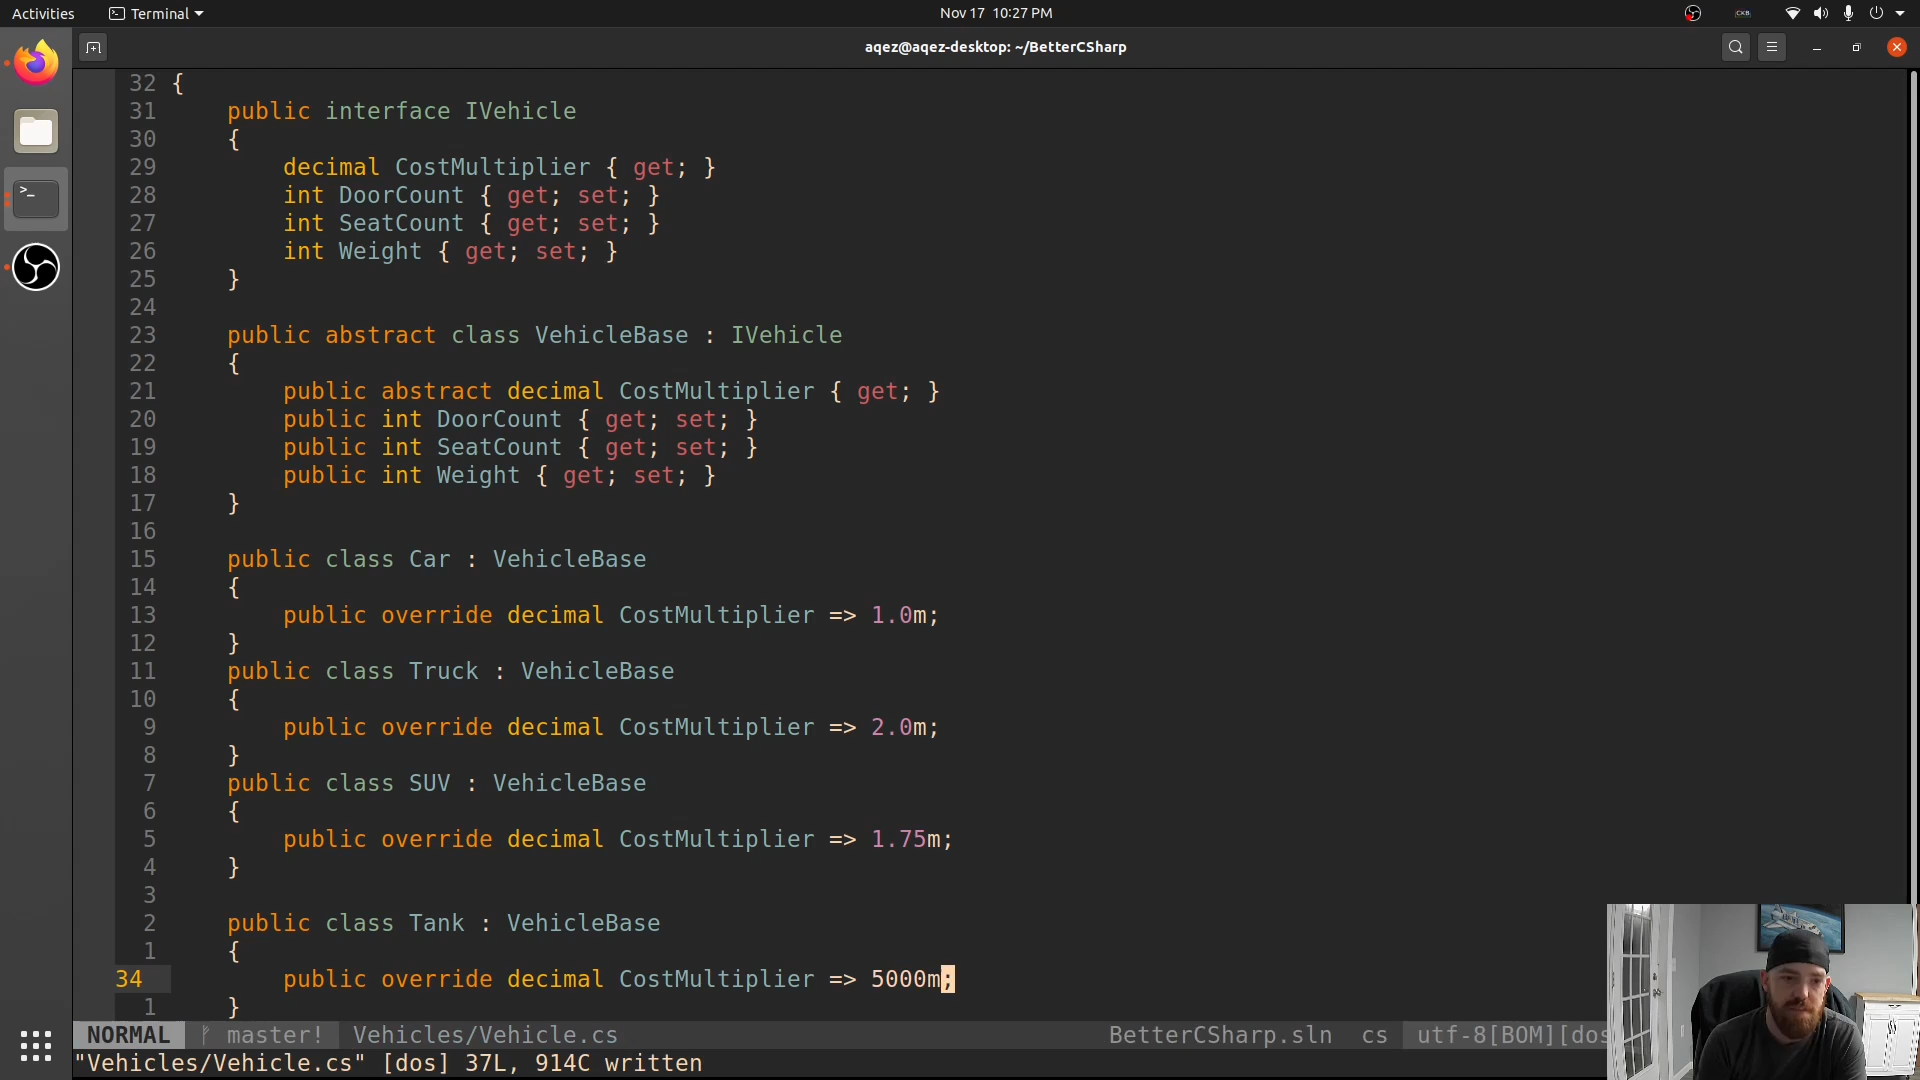 Activities Terminal Nov 17 10:27 PM CKB
aqez@aqez-desktop: ~/BetterCSharp
32 {
31     public interface IVehicle
30     {
29         decimal CostMultiplier { get; }
28         int DoorCount { get; set; }
27         int SeatCount { get; set; }
26         int Weight { get; set; }
25     }
24
23     public abstract class VehicleBase : IVehicle
22     {
21         public abstract decimal CostMultiplier { get; }
20         public int DoorCount { get; set; }
19         public int SeatCount { get; set; }
18         public int Weight { get; set; }
17     }
16
15     public class Car : VehicleBase
14     {
13         public override decimal CostMultiplier => 1.0m;
12     }
11     public class Truck : VehicleBase
10     {
9         public override decimal CostMultiplier => 2.0m;
8     }
7     public class SUV : VehicleBase
6     {
5         public override decimal CostMultiplier => 1.75m;
4     }
3
2     public class Tank : VehicleBase
1     {
34         public override decimal CostMultiplier => 5000m;
1     }
NORMAL master! Vehicles/Vehicle.cs BetterCSharp.sln cs utf-8[BOM][dos
"Vehicles/Vehicle.cs" [dos] 37L, 914C written